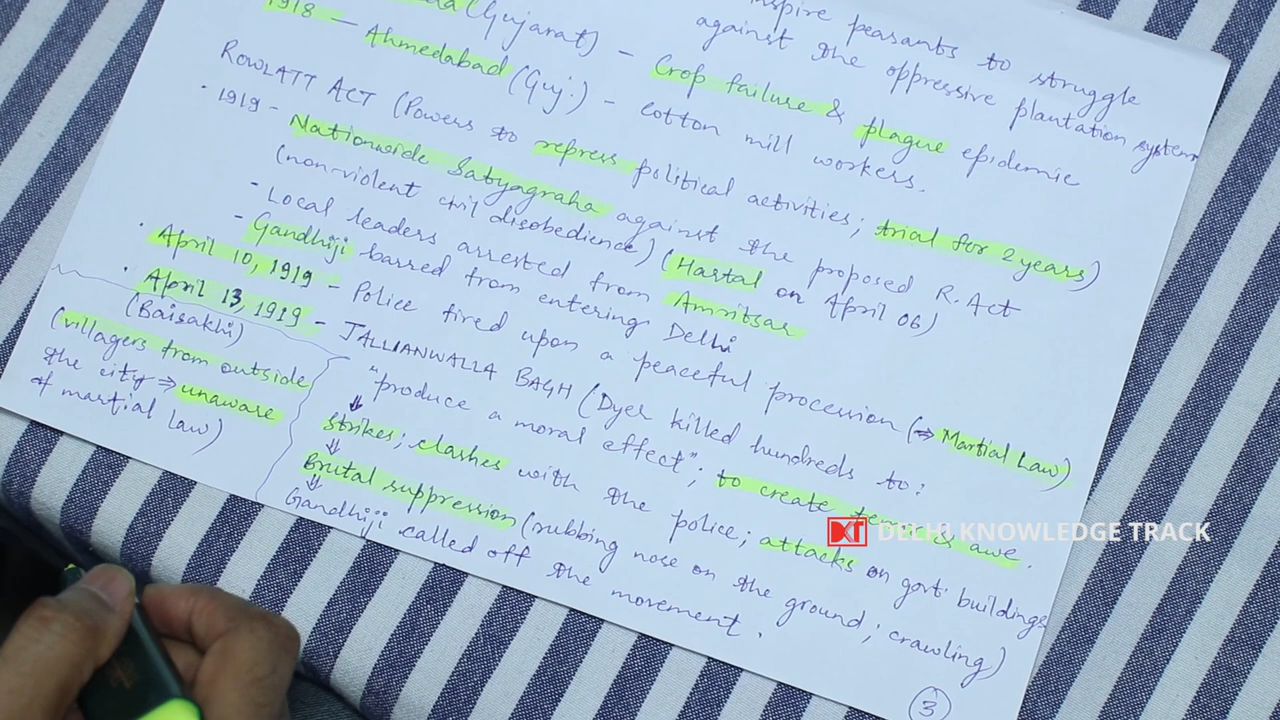 inspire peasants to struggle
against the oppressive plantation system
(Gujarat) - Crop failure & plague epidemic
1918 - Ahmedabad (Guj.) - Cotton mill workers.
ROWLATT ACT (Powers to repress political activities; trial for 2 years)
· 1919 - Nationwide Satyagraha against the proposed R. Act
(non-violent civil disobedience) (Hartal on April 06)
- Local leaders arrested from Amritsar
- Gandhiji barred from entering Delhi
· April 10, 1919 - Police fired upon a peaceful procession (⇒ Martial Law)
· April 13, 1919 - JALLIANWALLA BAGH (Dyer killed hundreds to:
(Baisakhi)
"produce a moral effect"; to create & awe.
(villagers from outside
the city ⇒ unaware
of martial law)
⇓
Strikes; clashes with the police; attacks on govt. buildings
⇓
Brutal suppression (rubbing nose on the ground; crawling)
⇓
Gandhiji called off the movement.
3
DKT DELHI KNOWLEDGE TRACK